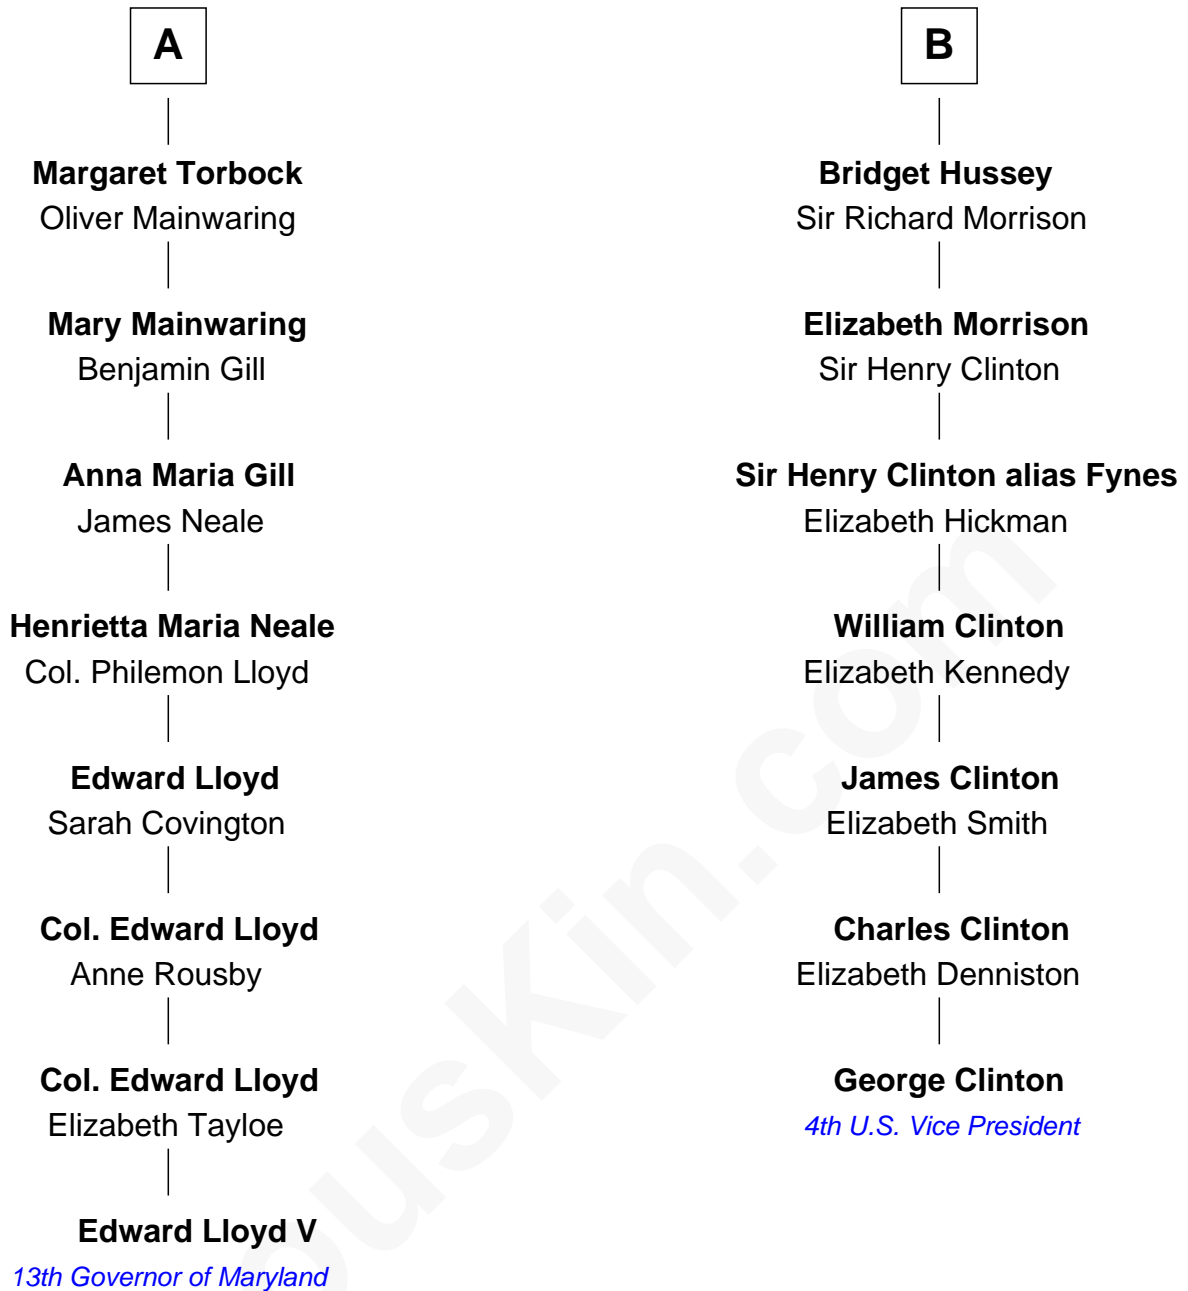 A
Margaret Torbock
Oliver Mainwaring
Mary Mainwaring
Benjamin Gill
Anna Maria Gill
James Neale
Henrietta Maria Neale
Col. Philemon Lloyd
Edward Lloyd
Sarah Covington
Col. Edward Lloyd
Anne Rousby
Col. Edward Lloyd
Elizabeth Tayloe
Edward Lloyd V
13th Governor of Maryland
B
Bridget Hussey
Sir Richard Morrison
Elizabeth Morrison
Sir Henry Clinton
Sir Henry Clinton alias Fynes
Elizabeth Hickman
William Clinton
Elizabeth Kennedy
James Clinton
Elizabeth Smith
Charles Clinton
Elizabeth Denniston
George Clinton
4th U.S. Vice President
ousKin.com